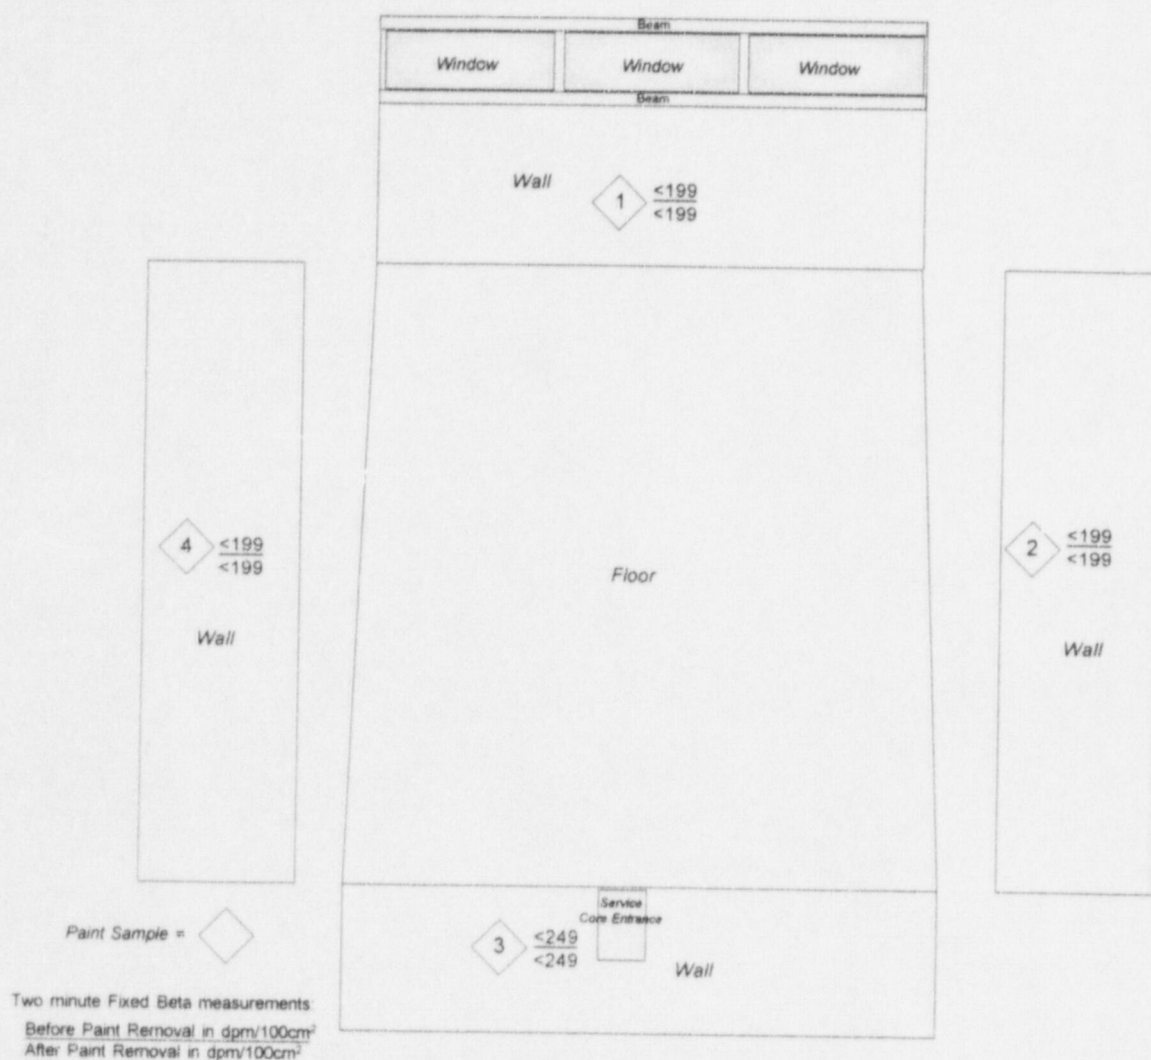 Beam
Window Window Window
Beam
Wall
1 <199
<199
4 <199
<199
Wall
Floor
2 <199
<199
Wall
Service
Core Entrance
3 <249
<249
Wall
Paint Sample =
Two minute Fixed Beta measurements:
Before Paint Removal in dpm/100cm²
After Paint Removal in dpm/100cm²